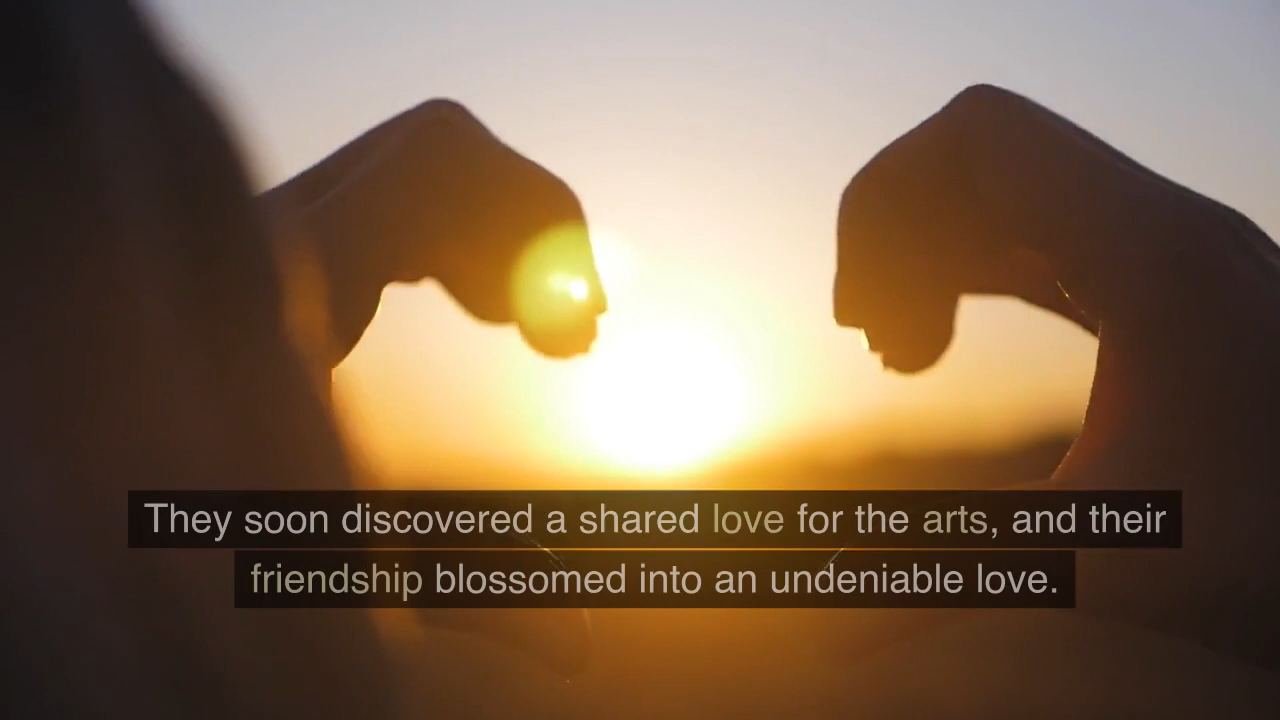 They soon discovered a shared love for the arts, and their
friendship blossomed into an undeniable love.